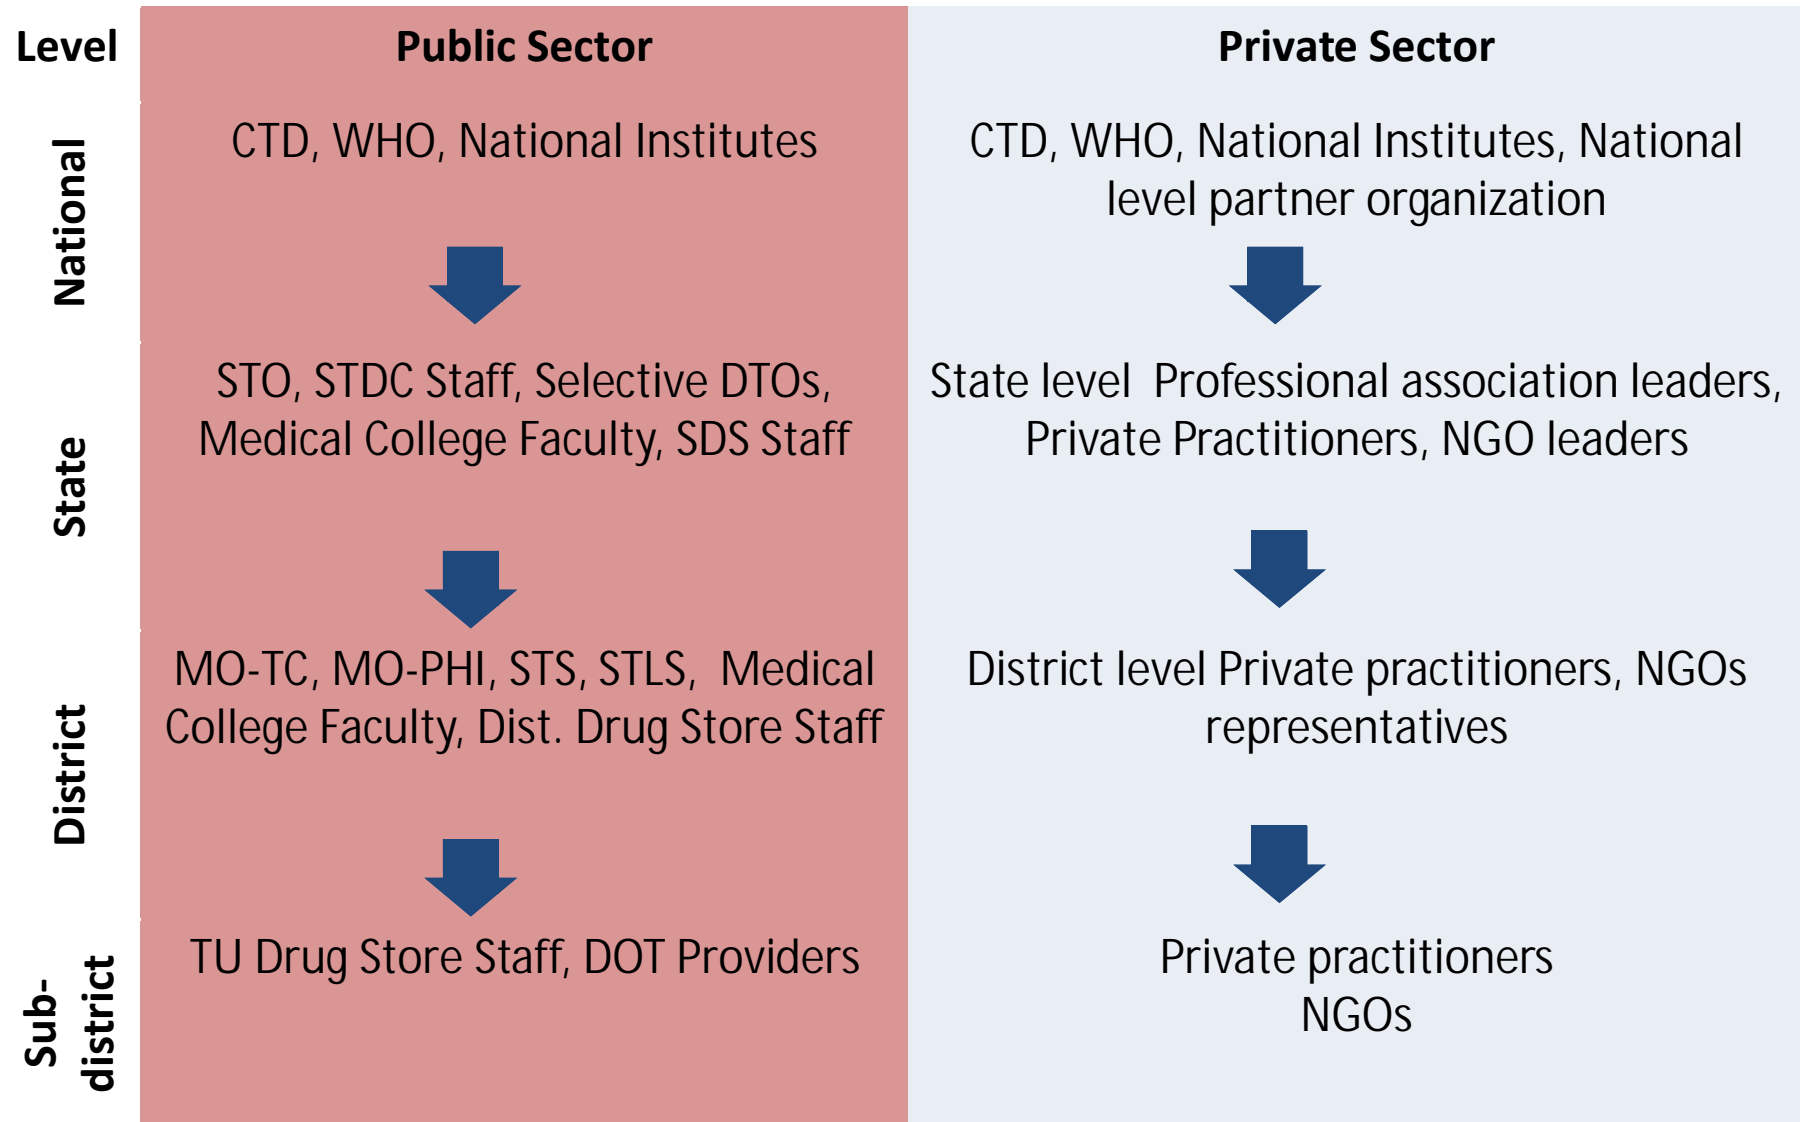 Level Public Sector Private Sector
National
CTD, WHO, National Institutes
CTD, WHO, National Institutes, National
level partner organization
State
STO, STDC Staff, Selective DTOs,
Medical College Faculty, SDS Staff
State level Professional association leaders,
Private Practitioners, NGO leaders
District
MO-TC, MO-PHI, STS, STLS, Medical
College Faculty, Dist. Drug Store Staff
District level Private practitioners, NGOs
representatives
Sub-
district
TU Drug Store Staff, DOT Providers
Private practitioners
NGOs